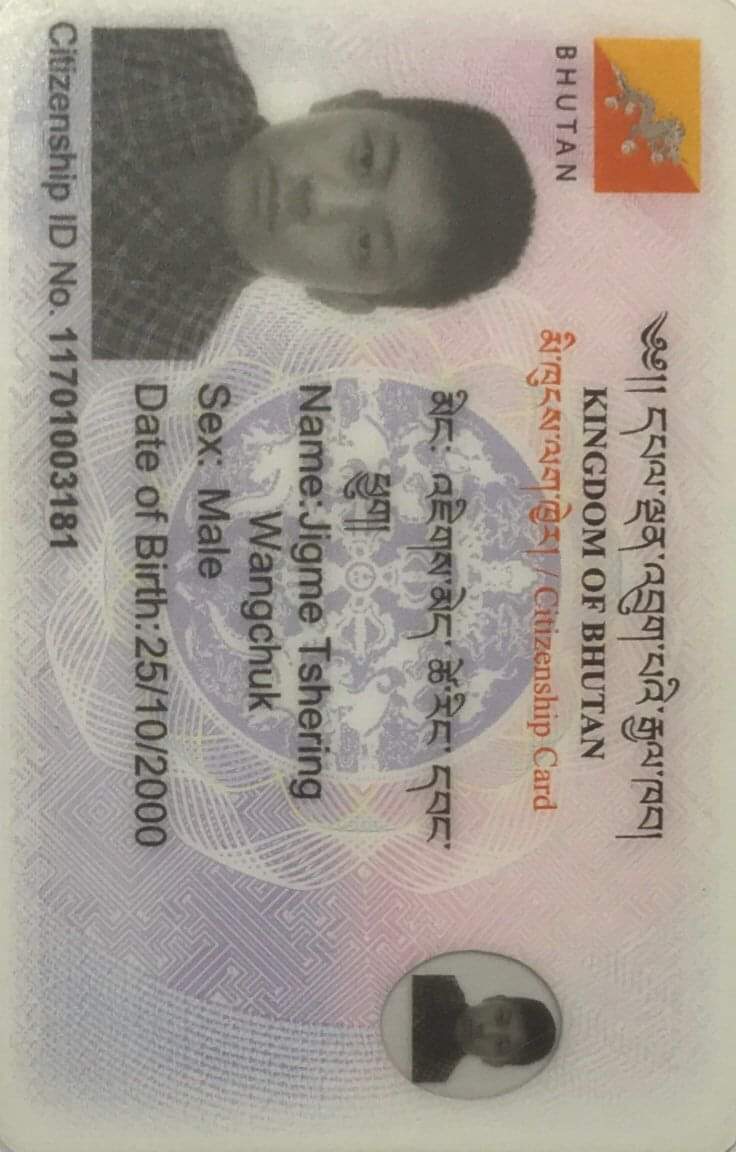 ༄༅།། དཔལ་ལྡན་འབྲུག་པའི་རྒྱལ་ཁབ།
KINGDOM OF BHUTAN
BHUTAN
མི་ཁུངས་ལག་ཁྱེར། / Citizenship Card
མིང་: འཇིགས་མེད་ ཚེ་རིང་ དབང་
ཕྱུག།
Name:Jigme Tshering
Wangchuk
Sex: Male
Date of Birth:25/10/2000
Citizenship ID No. 11701003181